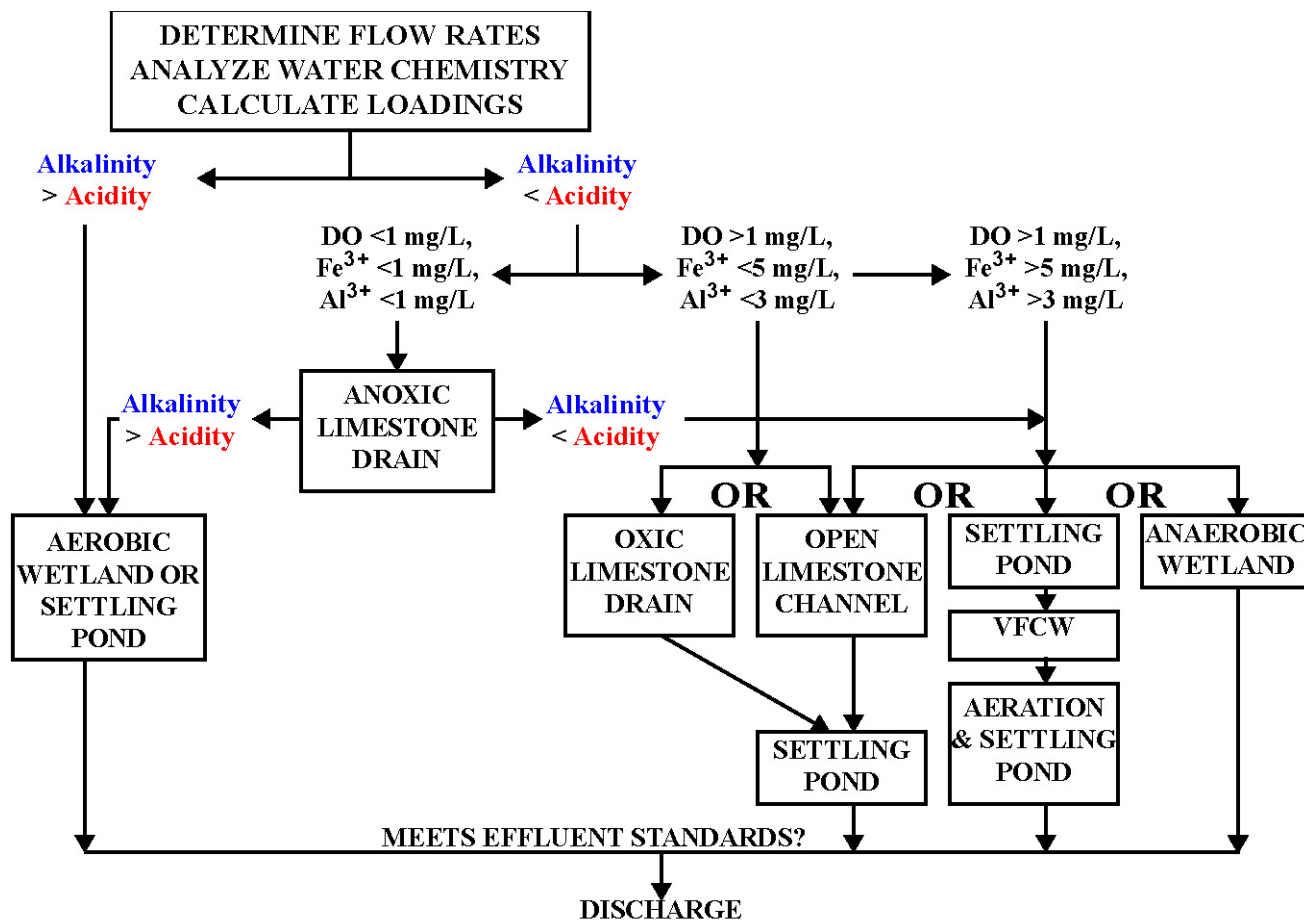 DETERMINE FLOW RATES
ANALYZE WATER CHEMISTRY
CALCULATE LOADINGS
Alkalinity
> Acidity
Alkalinity
< Acidity
DO <1 mg/L,
Fe³⁺ <1 mg/L,
Al³⁺ <1 mg/L
DO >1 mg/L,
Fe³⁺ <5 mg/L,
Al³⁺ <3 mg/L
DO >1 mg/L,
Fe³⁺ >5 mg/L,
Al³⁺ >3 mg/L
ANOXIC
LIMESTONE
DRAIN
Alkalinity
> Acidity
Alkalinity
< Acidity
OR
OR
OR
AEROBIC
WETLAND OR
SETTLING
POND
OXIC
LIMESTONE
DRAIN
OPEN
LIMESTONE
CHANNEL
SETTLING
POND
ANAEROBIC
WETLAND
VFCW
AERATION
& SETTLING
POND
SETTLING
POND
MEETS EFFLUENT STANDARDS?
DISCHARGE